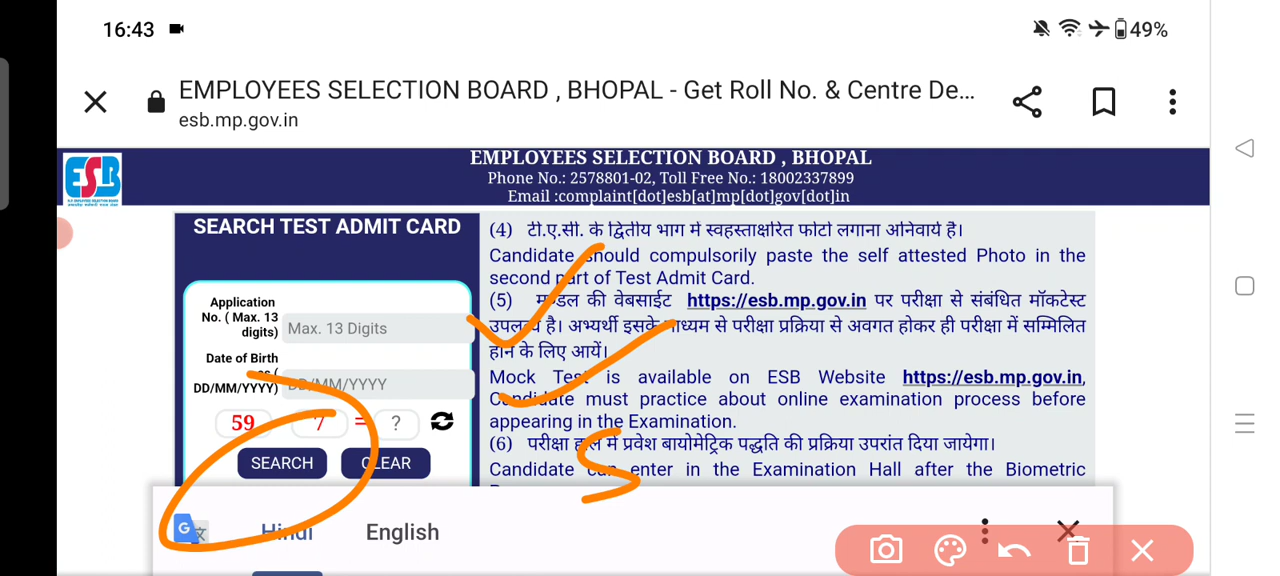 16:43
49%
EMPLOYEES SELECTION BOARD , BHOPAL - Get Roll No. & Centre De...
esb.mp.gov.in
ESB
EMPLOYEES SELECTION BOARD , BHOPAL
Phone No.: 2578801-02, Toll Free No.: 18002337899
Email :complaint[dot]esb[at]mp[dot]gov[dot]in
SEARCH TEST ADMIT CARD
Application
No. ( Max. 13
digits)
Max. 13 Digits
Date of Birth
DD/MM/YYYY)
DD/MM/YYYY
59 7 = ?
SEARCH
CLEAR
(4) टी.ए.सी. के द्वितीय भाग में स्वहस्ताक्षरित फोटो लगाना अनिवार्य है।
Candidate should compulsorily paste the self attested Photo in the
second part of Test Admit Card.
(5) मण्डल की वेबसाईट https://esb.mp.gov.in पर परीक्षा से संबंधित मॉकटेस्ट
उपलब्ध है। अभ्यर्थी इसके माध्यम से परीक्षा प्रक्रिया से अवगत होकर ही परीक्षा में सम्मिलित
होने के लिए आयें।
Mock Test is available on ESB Website https://esb.mp.gov.in,
Candidate must practice about online examination process before
appearing in the Examination.
(6) परीक्षा हॉल में प्रवेश बायोमेट्रिक पद्धति की प्रक्रिया उपरांत दिया जायेगा।
Candidate can enter in the Examination Hall after the Biometric
Hindi
English